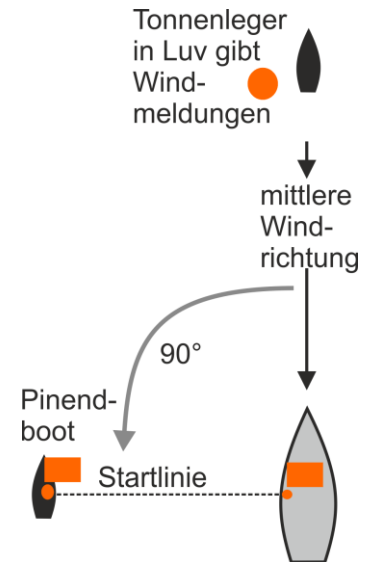 Tonnenleger
in Luv gibt
Wind-
meldungen
mittlere
Wind-
richtung
90°
Pinend-
boot
Startlinie